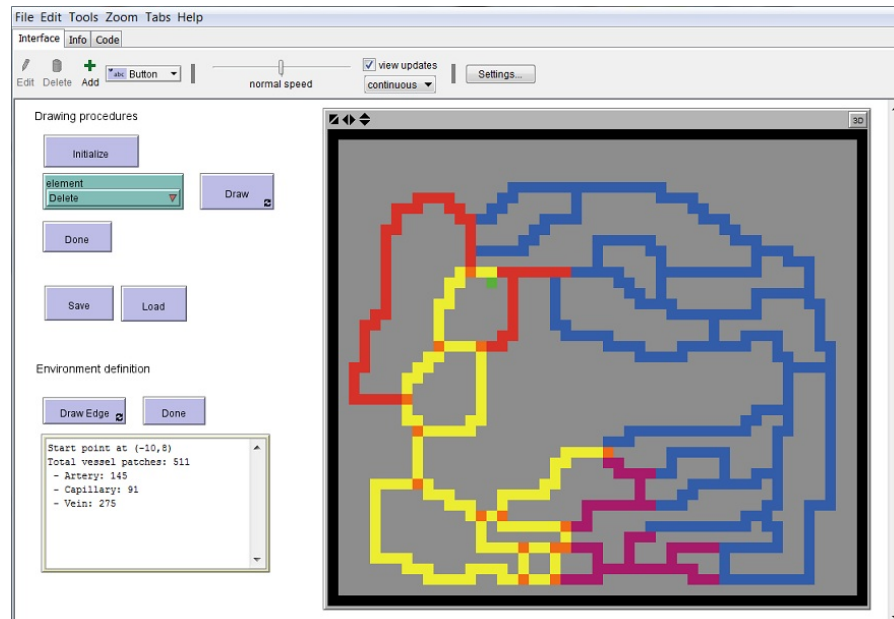 File Edit Tools Zoom Tabs Help
Interface Info Code
Edit Delete Add abc Button normal speed view updates continuous Settings...
Drawing procedures
3D
Initialize
element
Delete
Draw
Done
Save Load
Environment definition
Draw Edge Done
Start point at (-10,8)
Total vessel patches: 511
- Artery: 145
- Capillary: 91
- Vein: 275